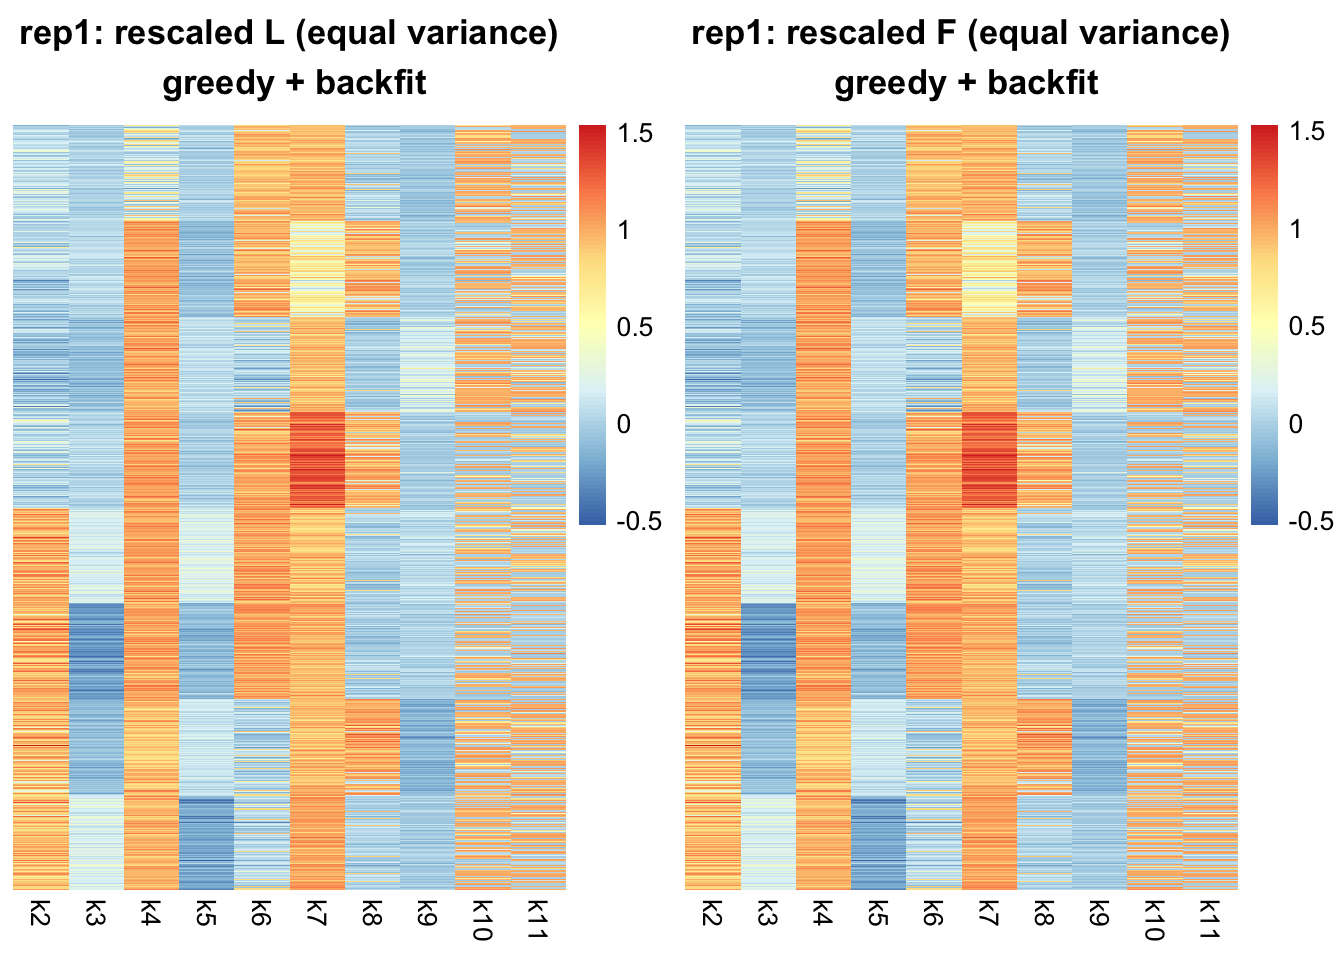 rep1: rescaled L (equal variance)
greedy + backfit
1.5
1
0.5
0
-0.5
k2
k3
k4
k5
k6
k7
k8
k9
k10
k11
rep1: rescaled F (equal variance)
greedy + backfit
1.5
1
0.5
0
-0.5
k2
k3
k4
k5
k6
k7
k8
k9
k10
k11